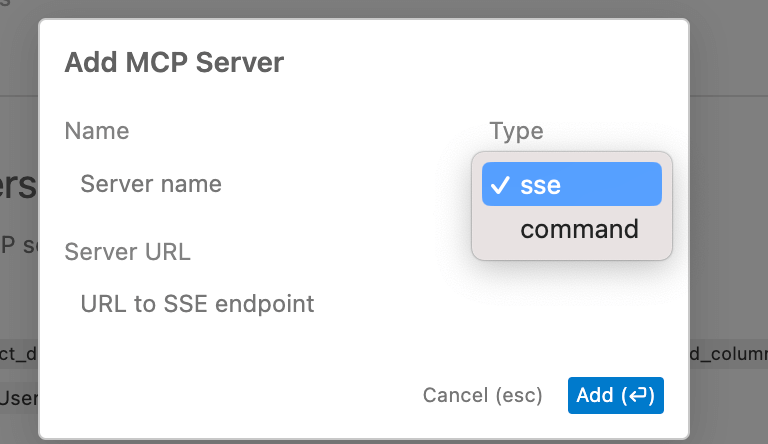 Add MCP Server
Name
Type
Server name
sse
command
Server URL
URL to SSE endpoint
Cancel (esc)
Add (⏎)